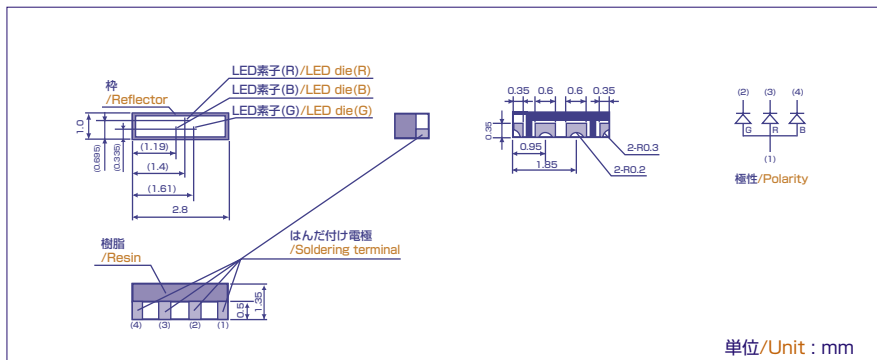 LED素子(R)/LED die(R)
枠
/Reflector
LED素子(B)/LED die(B)
LED素子(G)/LED die(G)
1.0
(0.695)
(0.335)
(1.19)
(1.4)
(1.61)
2.8
樹脂
/Resin
はんだ付け電極
/Soldering terminal
0.5
1.35
(4) (3) (2) (1)
0.35 0.6 0.6 0.35
0.35
0.95
1.85
2-R0.3
2-R0.2
(2) (3) (4)
G R B
(1)
極性/Polarity
単位/Unit : mm